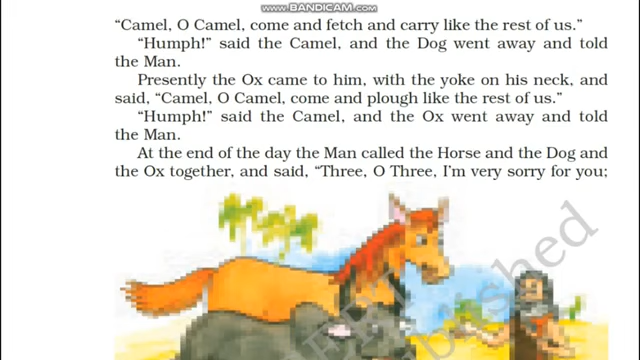 WWW.BANDICAM.COM
“Camel, O Camel, come and fetch and carry like the rest of us.”
“Humph!” said the Camel, and the Dog went away and told
the Man.
Presently the Ox came to him, with the yoke on his neck, and
said, “Camel, O Camel, come and plough like the rest of us.”
“Humph!” said the Camel, and the Ox went away and told
the Man.
At the end of the day the Man called the Horse and the Dog and
the Ox together, and said, “Three, O Three, I’m very sorry for you;